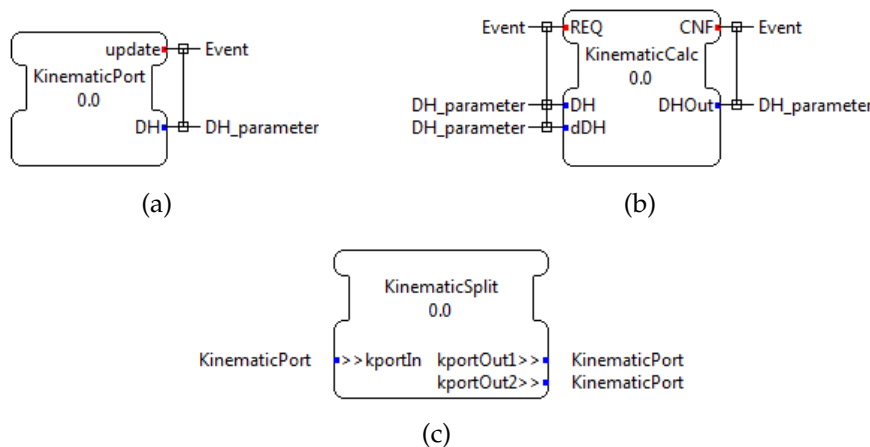 update Event
KinematicPort
0.0
DH DH_parameter
(a)
Event REQ CNF Event
KinematicCalc
0.0
DH_parameter DH DHOut DH_parameter
DH_parameter dDH
(b)
KinematicSplit
0.0
KinematicPort >>kportIn kportOut1>> KinematicPort
kportOut2>> KinematicPort
(c)